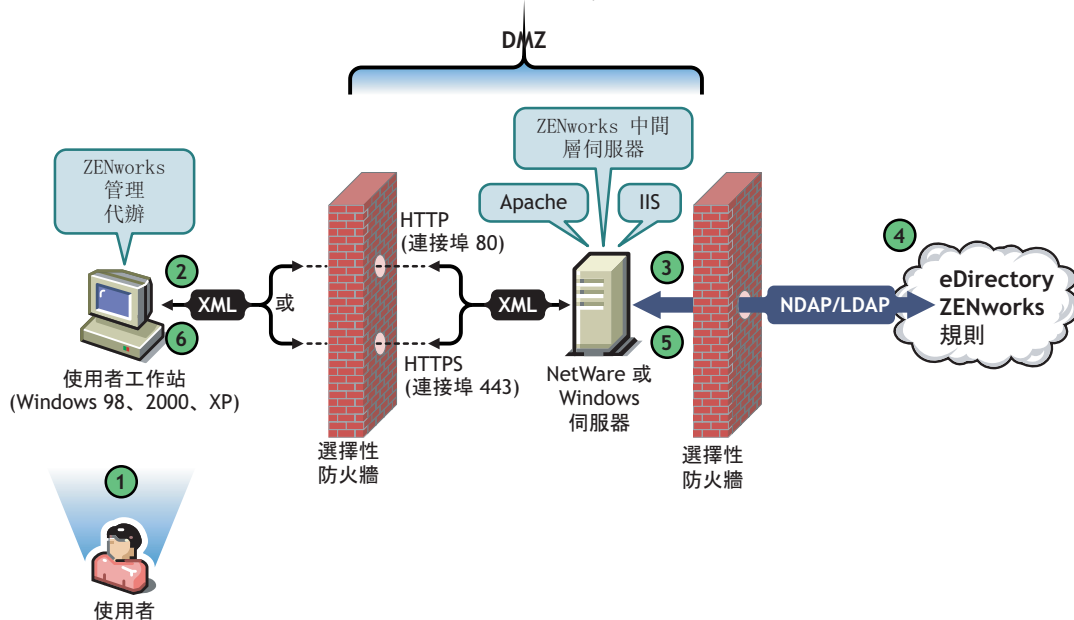 DMZ
ZENworks 中間
層伺服器
ZENworks
管理
代辦
Apache
IIS
HTTP
(連接埠 80)
2
3
4
XML
或
XML
NDAP/LDAP
eDirectory
ZENworks
規則
6
5
HTTPS
(連接埠 443)
使用者工作站
(Windows 98、2000、XP)
NetWare 或
Windows
伺服器
選擇性
防火牆
選擇性
防火牆
1
使用者